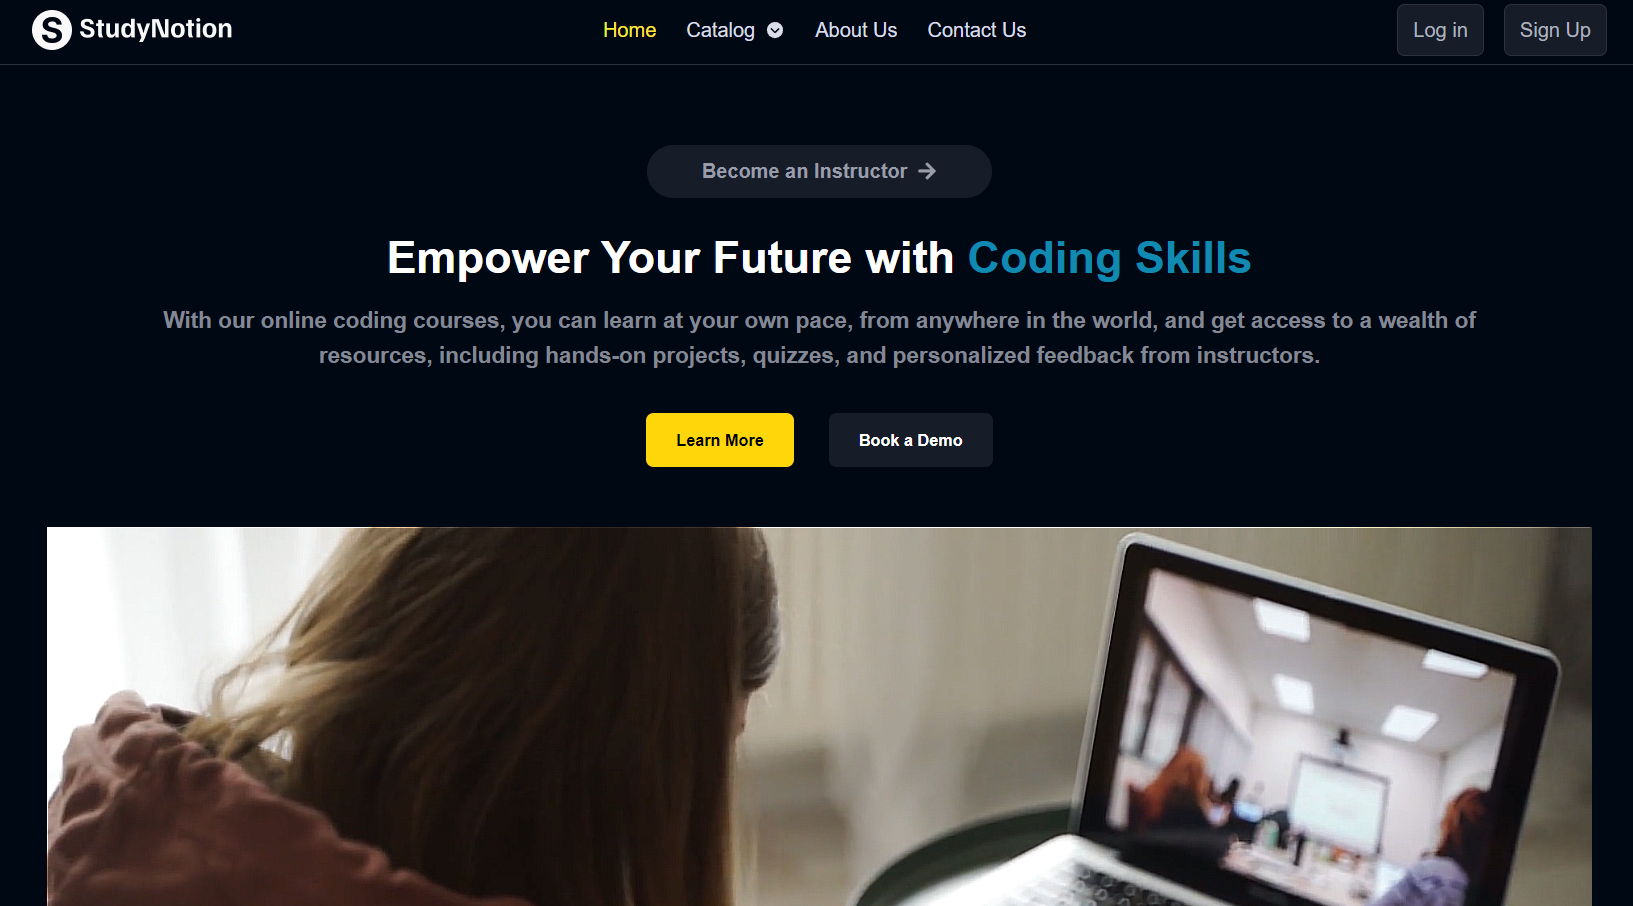 StudyNotion
Home
Catalog
About Us
Contact Us
Log in
Sign Up
Become an Instructor
Empower Your Future with Coding Skills
With our online coding courses, you can learn at your own pace, from anywhere in the world, and get access to a wealth of
resources, including hands-on projects, quizzes, and personalized feedback from instructors.
Learn More
Book a Demo